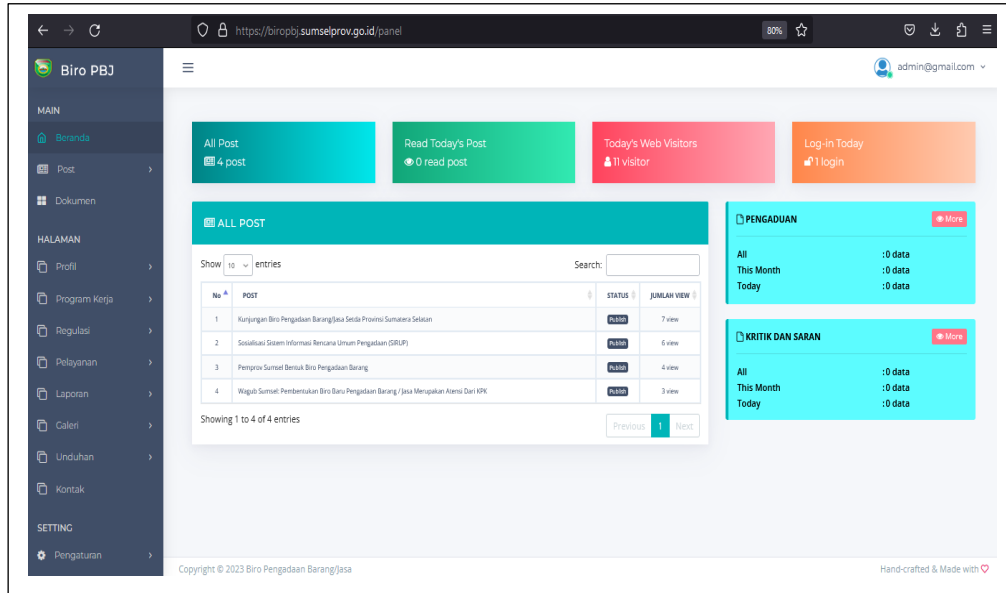 https://biropbj.sumselprov.go.id/panel 80%
Biro PBJ
admin@gmail.com
MAIN
Beranda
Post
Dokumen
HALAMAN
Profil
Program Kerja
Regulasi
Pelayanan
Laporan
Galeri
Unduhan
Kontak
SETTING
Pengaturan
All Post
4 post
Read Today's Post
0 read post
Today's Web Visitors
11 visitor
Log-in Today
1 login
ALL POST
Show 10 entries Search:
No POST STATUS JUMLAH VIEW
1 Kunjungan Biro Pengadaan Barang/Jasa Setda Provinsi Sumatera Selatan Publish 7 view
2 Sosialisasi Sistem Informasi Rencana Umum Pengadaan (SIRUP) Publish 6 view
3 Pemprov Sumsel Bentuk Biro Pengadaan Barang Publish 4 view
4 Wagub Sumsel: Pembentukan Biro Baru Pengadaan Barang / Jasa Merupakan Atensi Dari KPK Publish 3 view
Showing 1 to 4 of 4 entries
Previous 1 Next
PENGADUAN More
All :0 data
This Month :0 data
Today :0 data
KRITIK DAN SARAN More
All :0 data
This Month :0 data
Today :0 data
Copyright © 2023 Biro Pengadaan Barang/Jasa Hand-crafted & Made with